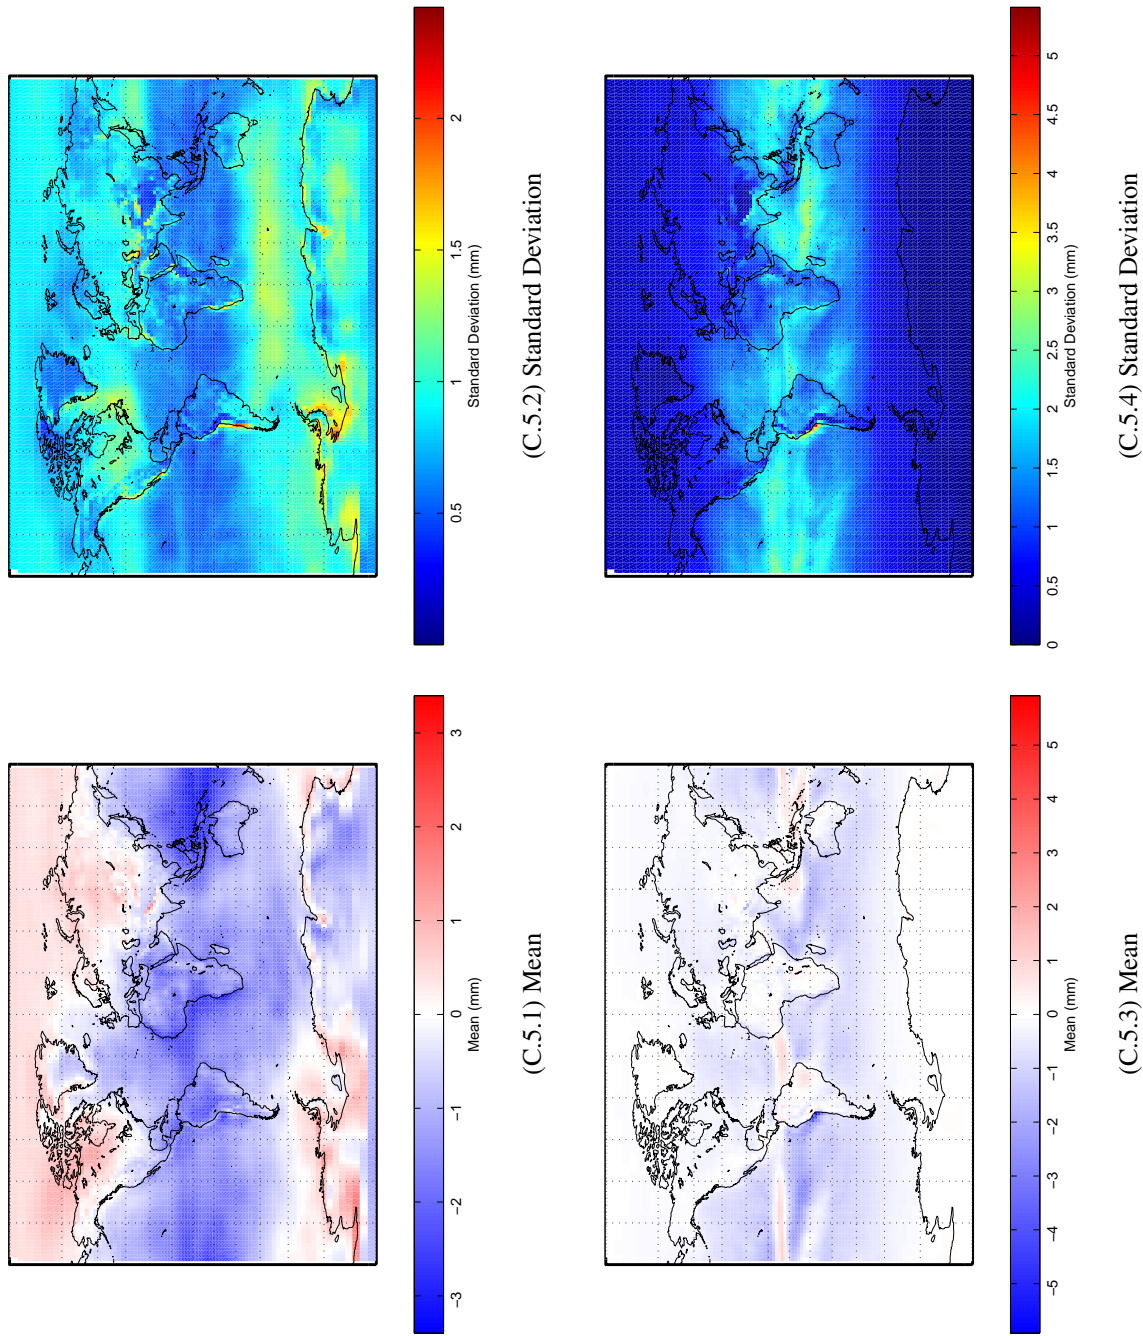 −3 −2 −1 0 1 2 3
Mean (mm)
(C.5.1) Mean
0.5 1 1.5 2
Standard Deviation (mm)
(C.5.2) Standard Deviation
−5 −4 −3 −2 −1 0 1 2 3 4 5
Mean (mm)
(C.5.3) Mean
0 0.5 1 1.5 2 2.5 3 3.5 4 4.5 5
Standard Deviation (mm)
(C.5.4) Standard Deviation